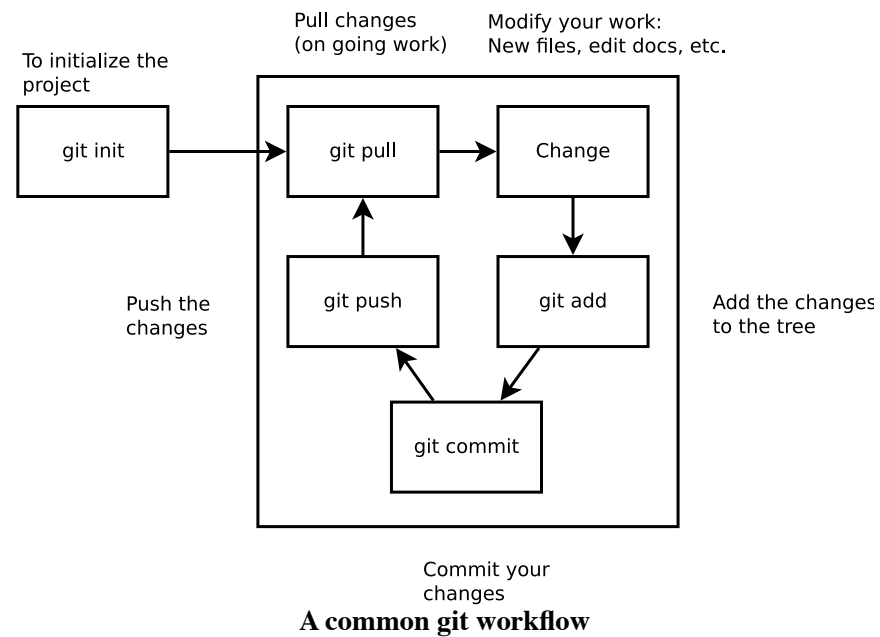 Pull changes
(on going work)
Modify your work:
New files, edit docs, etc.
To initialize the
project
git init
git pull
Change
Push the
changes
git push
git add
Add the changes
to the tree
git commit
Commit your
changes
A common git workflow